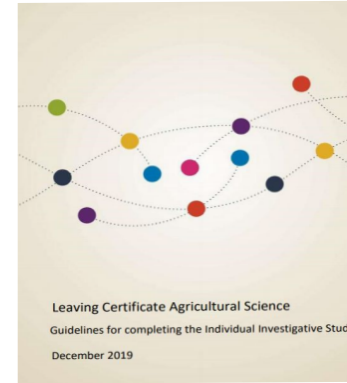 Leaving Certificate Agricultural Science
Guidelines for completing the Individual Investigative Stud
December 2019